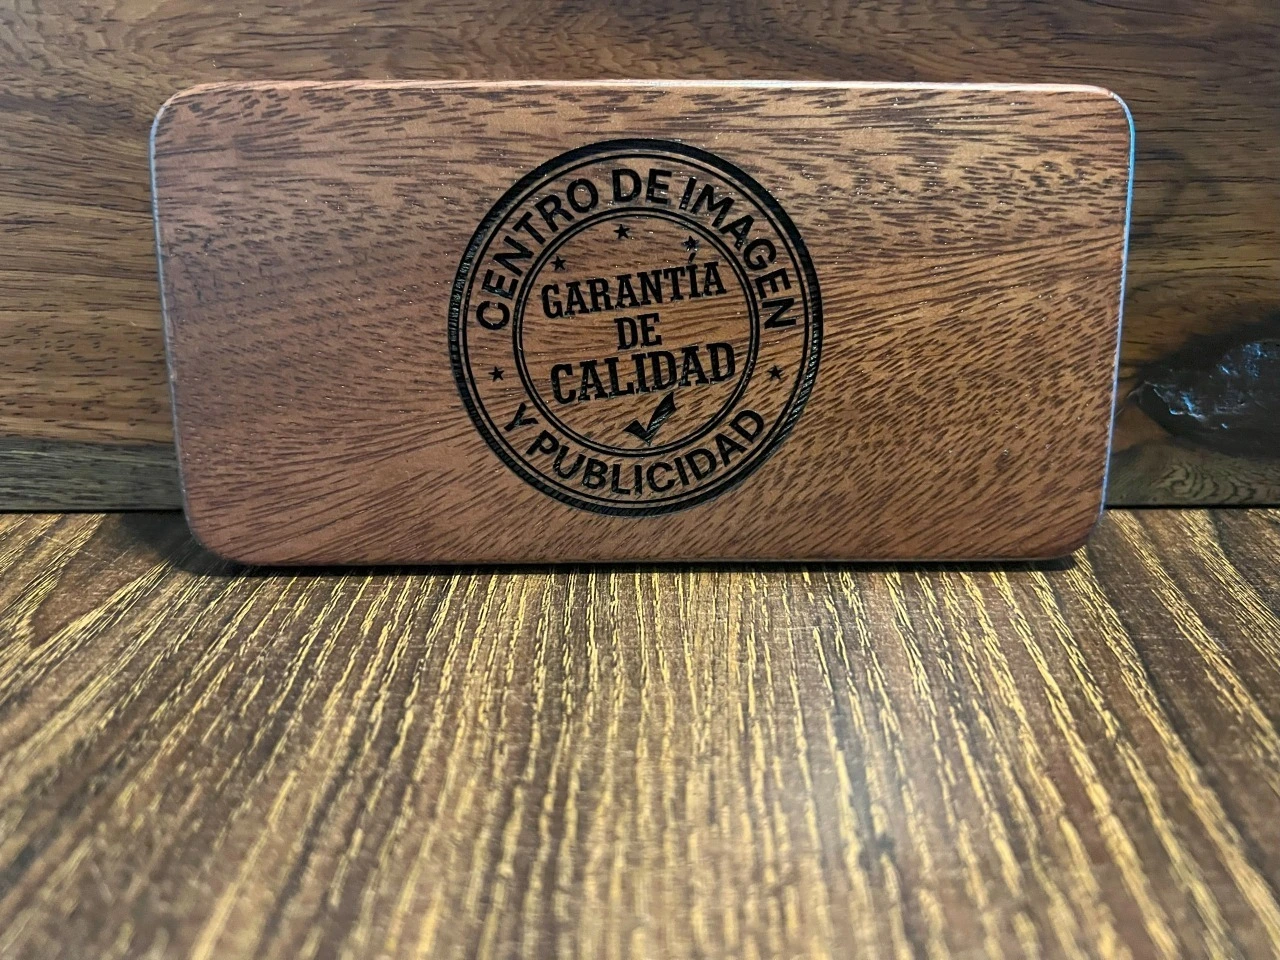 CENTRO DE IMAGEN
GARANTÍA
DE
CALIDAD
Y PUBLICIDAD